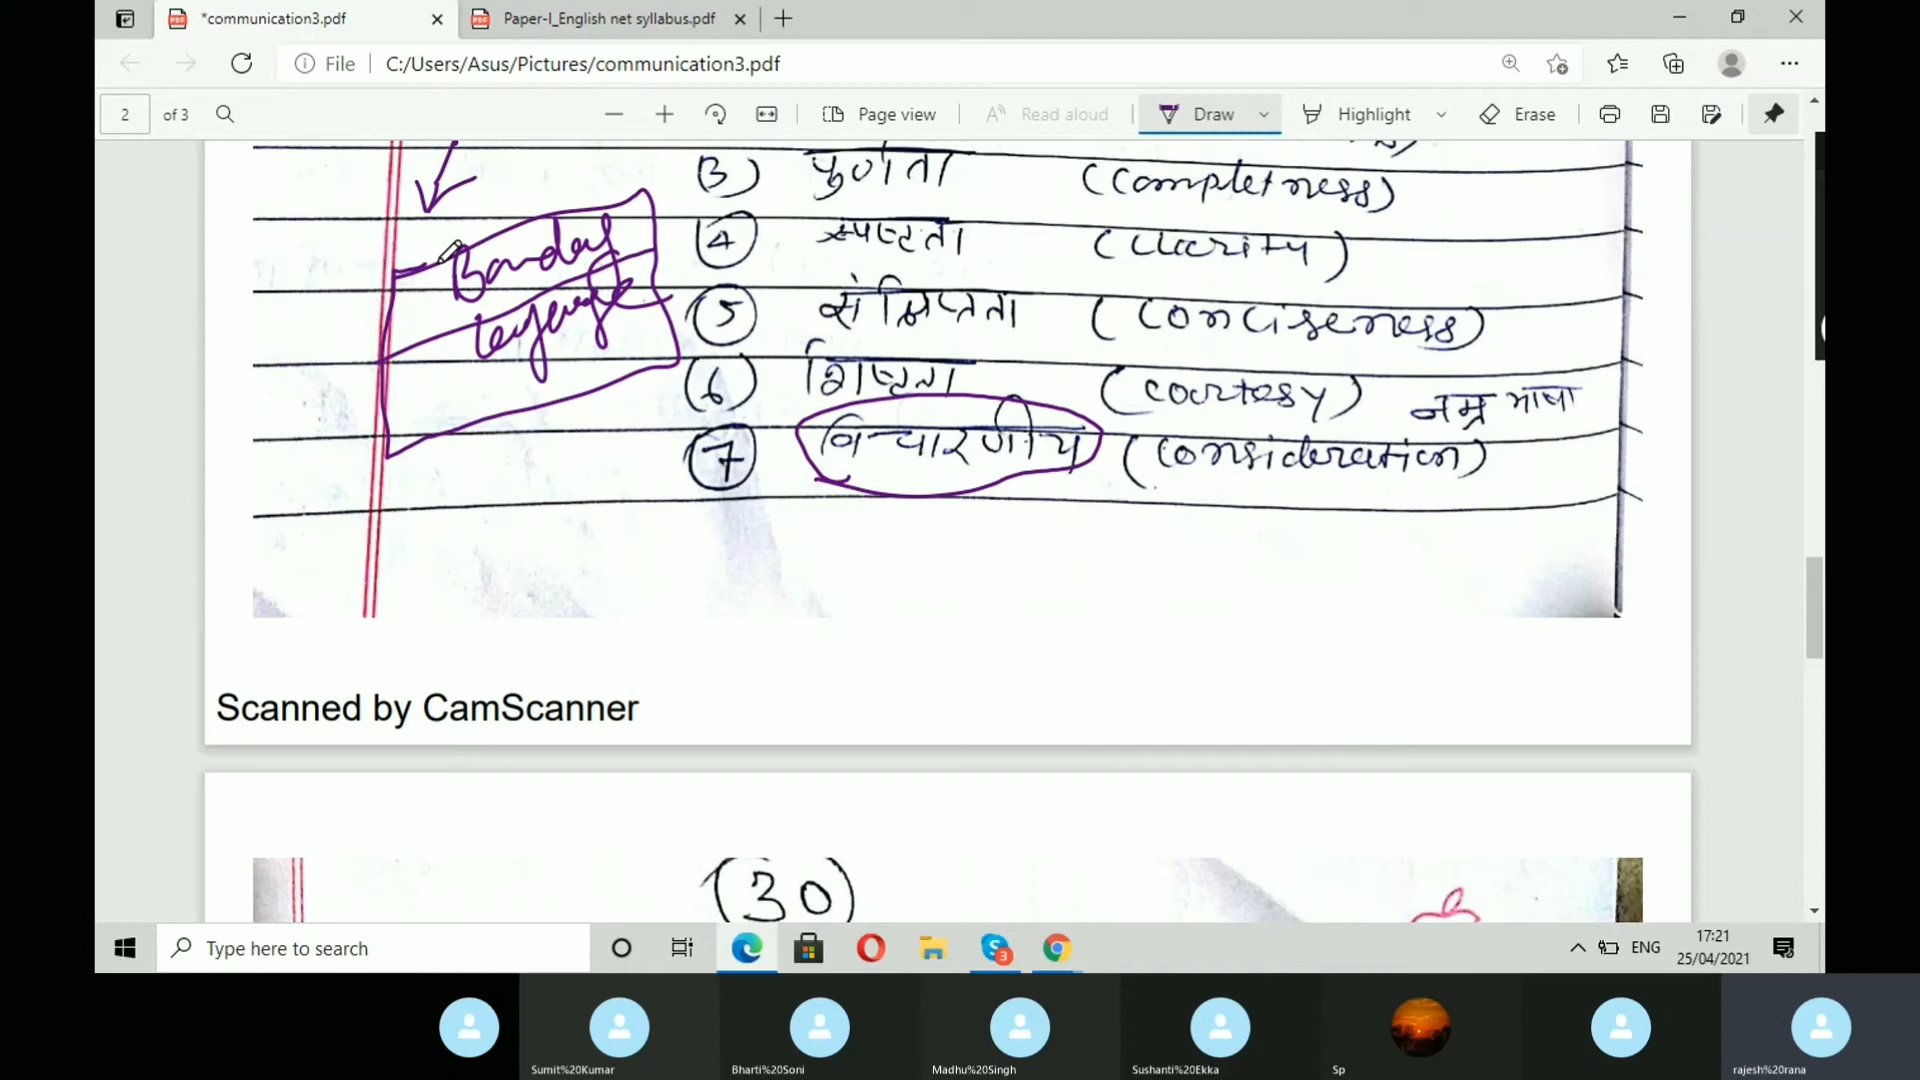 *communication3.pdf
Paper-I_English net syllabus.pdf
File C:/Users/Asus/Pictures/communication3.pdf
2 of 3 Page view Read aloud Draw Highlight Erase
3) पुर्णता (Completness)
4 स्पष्टता (Clarity)
5 संक्षिप्तता (Conciseness)
6) शिष्टता (Courtesy) नम्र भाषा
7 विचारणीय (Consideration)
Scanned by CamScanner
(30)
Type here to search
3
ENG
17:21
25/04/2021
Sumit%20Kumar Bharti%20Soni Madhu%20Singh Sushanti%20Ekka Sp rajesh%20rana